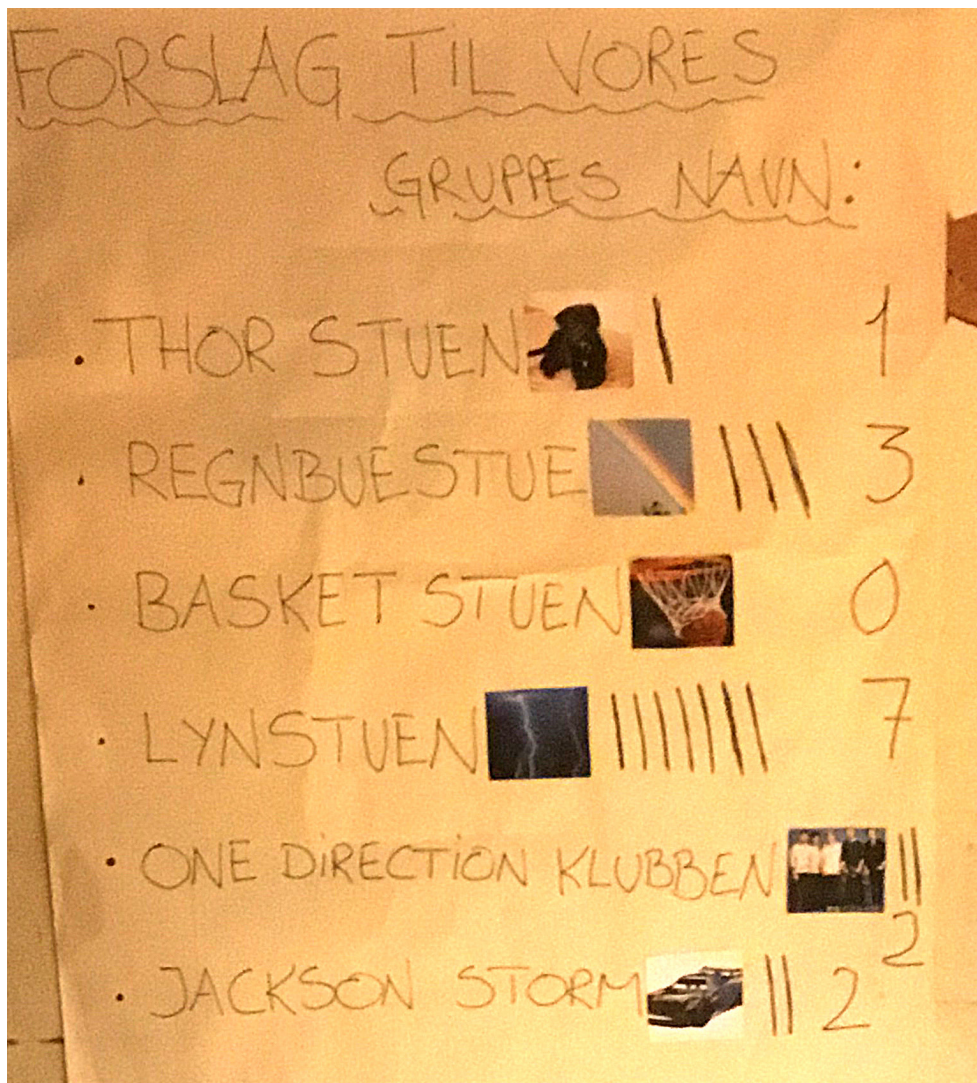 FORSLAG TIL VORES
GRUPPES NAVN:
• THOR STUEN | 1
• REGNBUESTUE ||| 3
• BASKET STUEN 0
• LYNSTUEN ||||||| 7
• ONE DiRECTiON KLUBBEN || 2
• JACKSON STORM || 2